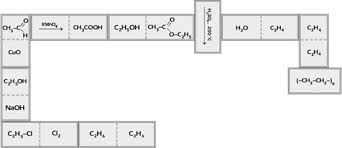 CH₃–C O H
KMnO₄
CH₃COOH
C₂H₅OH
CH₃–C O O–C₂H₅
H₂SO₄, 200°C
H₂O
C₂H₄
C₂H₄
C₂H₄
(–CH₂–CH₂–)ₙ
CuO
C₂H₅OH
NaOH
C₂H₅–Cl
Cl₂
C₂H₆
C₂H₄